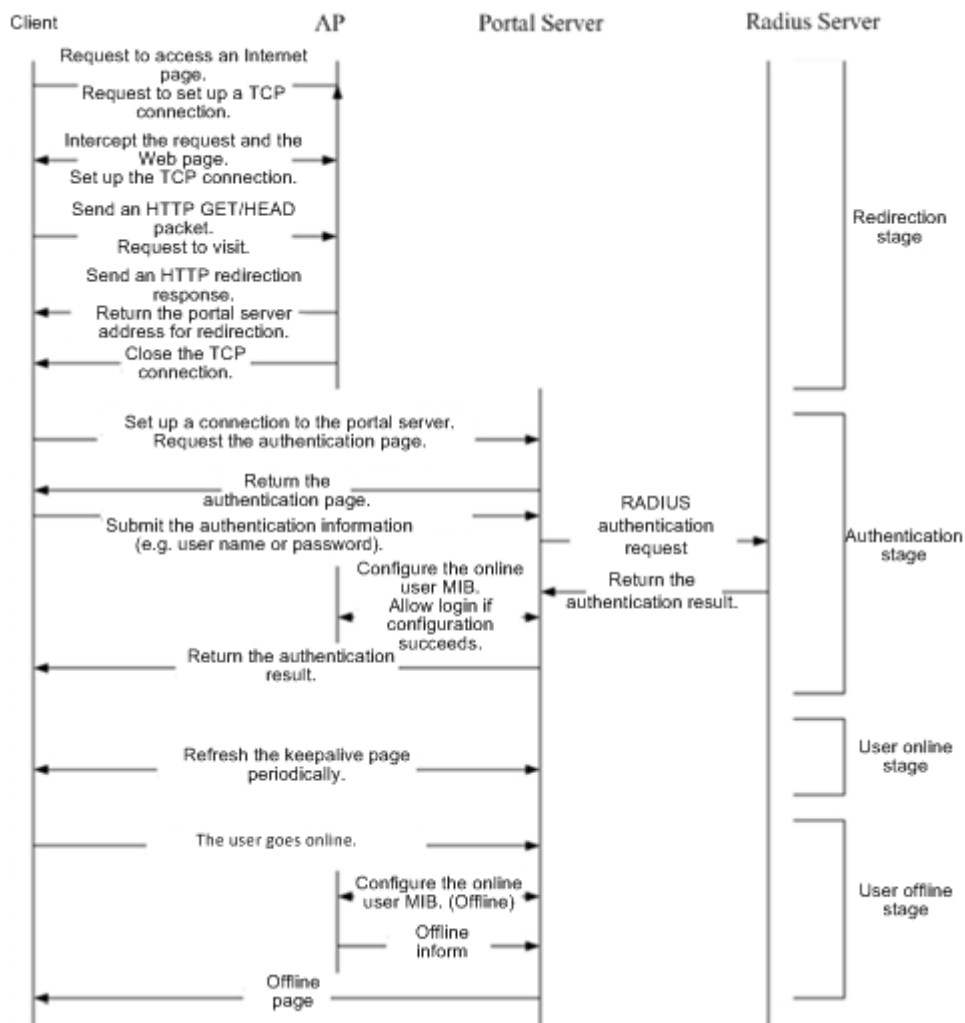 Client
AP
Portal Server
Radius Server
Request to access an Internet
page.
Request to set up a TCP
connection.
Intercept the request and the
Web page.
Set up the TCP connection.
Send an HTTP GET/HEAD
packet.
Request to visit.
Redirection
stage
Send an HTTP redirection
response.
Return the portal server
address for redirection.
Close the TCP
connection.
Set up a connection to the portal server.
Request the authentication page.
Return the
authentication page.
Submit the authentication information
(e.g. user name or password).
RADIUS
authentication
request
Authentication
stage
Configure the online
user MIB.
Allow login if
configuration
succeeds.
Return the
authentication result.
Return the authentication
result.
Refresh the keepalive page
periodically.
User online
stage
The user goes online.
Configure the online
user MIB. (Offline)
User offline
stage
Offline
inform
Offline
page